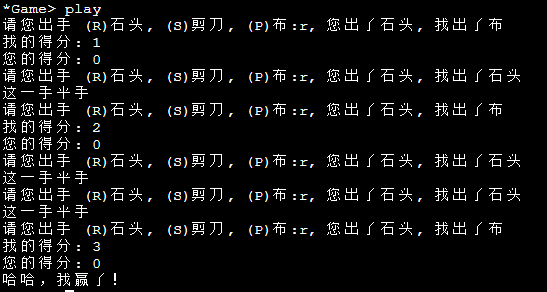 *Game> play
请您出手 (R)石头, (S)剪刀, (P)布:r, 您出了石头, 我出了布
我的得分: 1
您的得分: 0
请您出手 (R)石头, (S)剪刀, (P)布:r, 您出了石头, 我出了石头
这一手平手
请您出手 (R)石头, (S)剪刀, (P)布:r, 您出了石头, 我出了布
我的得分: 2
您的得分: 0
请您出手 (R)石头, (S)剪刀, (P)布:r, 您出了石头, 我出了石头
这一手平手
请您出手 (R)石头, (S)剪刀, (P)布:r, 您出了石头, 我出了石头
这一手平手
请您出手 (R)石头, (S)剪刀, (P)布:r, 您出了石头, 我出了布
我的得分: 3
您的得分: 0
哈哈, 我赢了!